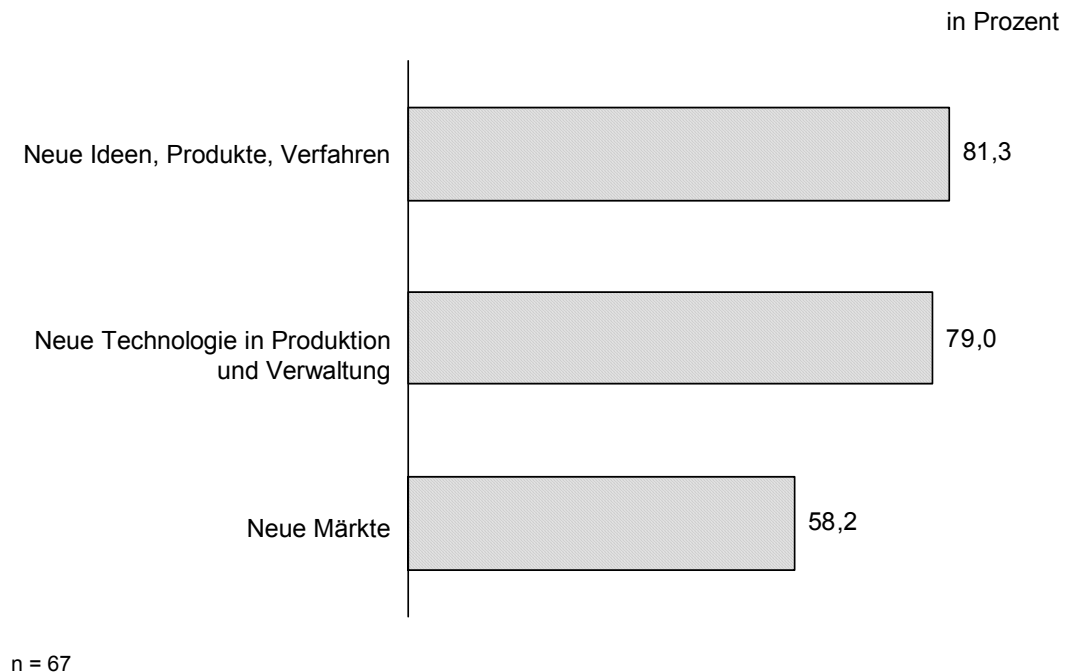 in Prozent
Neue Ideen, Produkte, Verfahren
81,3
Neue Technologie in Produktion
und Verwaltung
79,0
Neue Märkte
58,2
n = 67